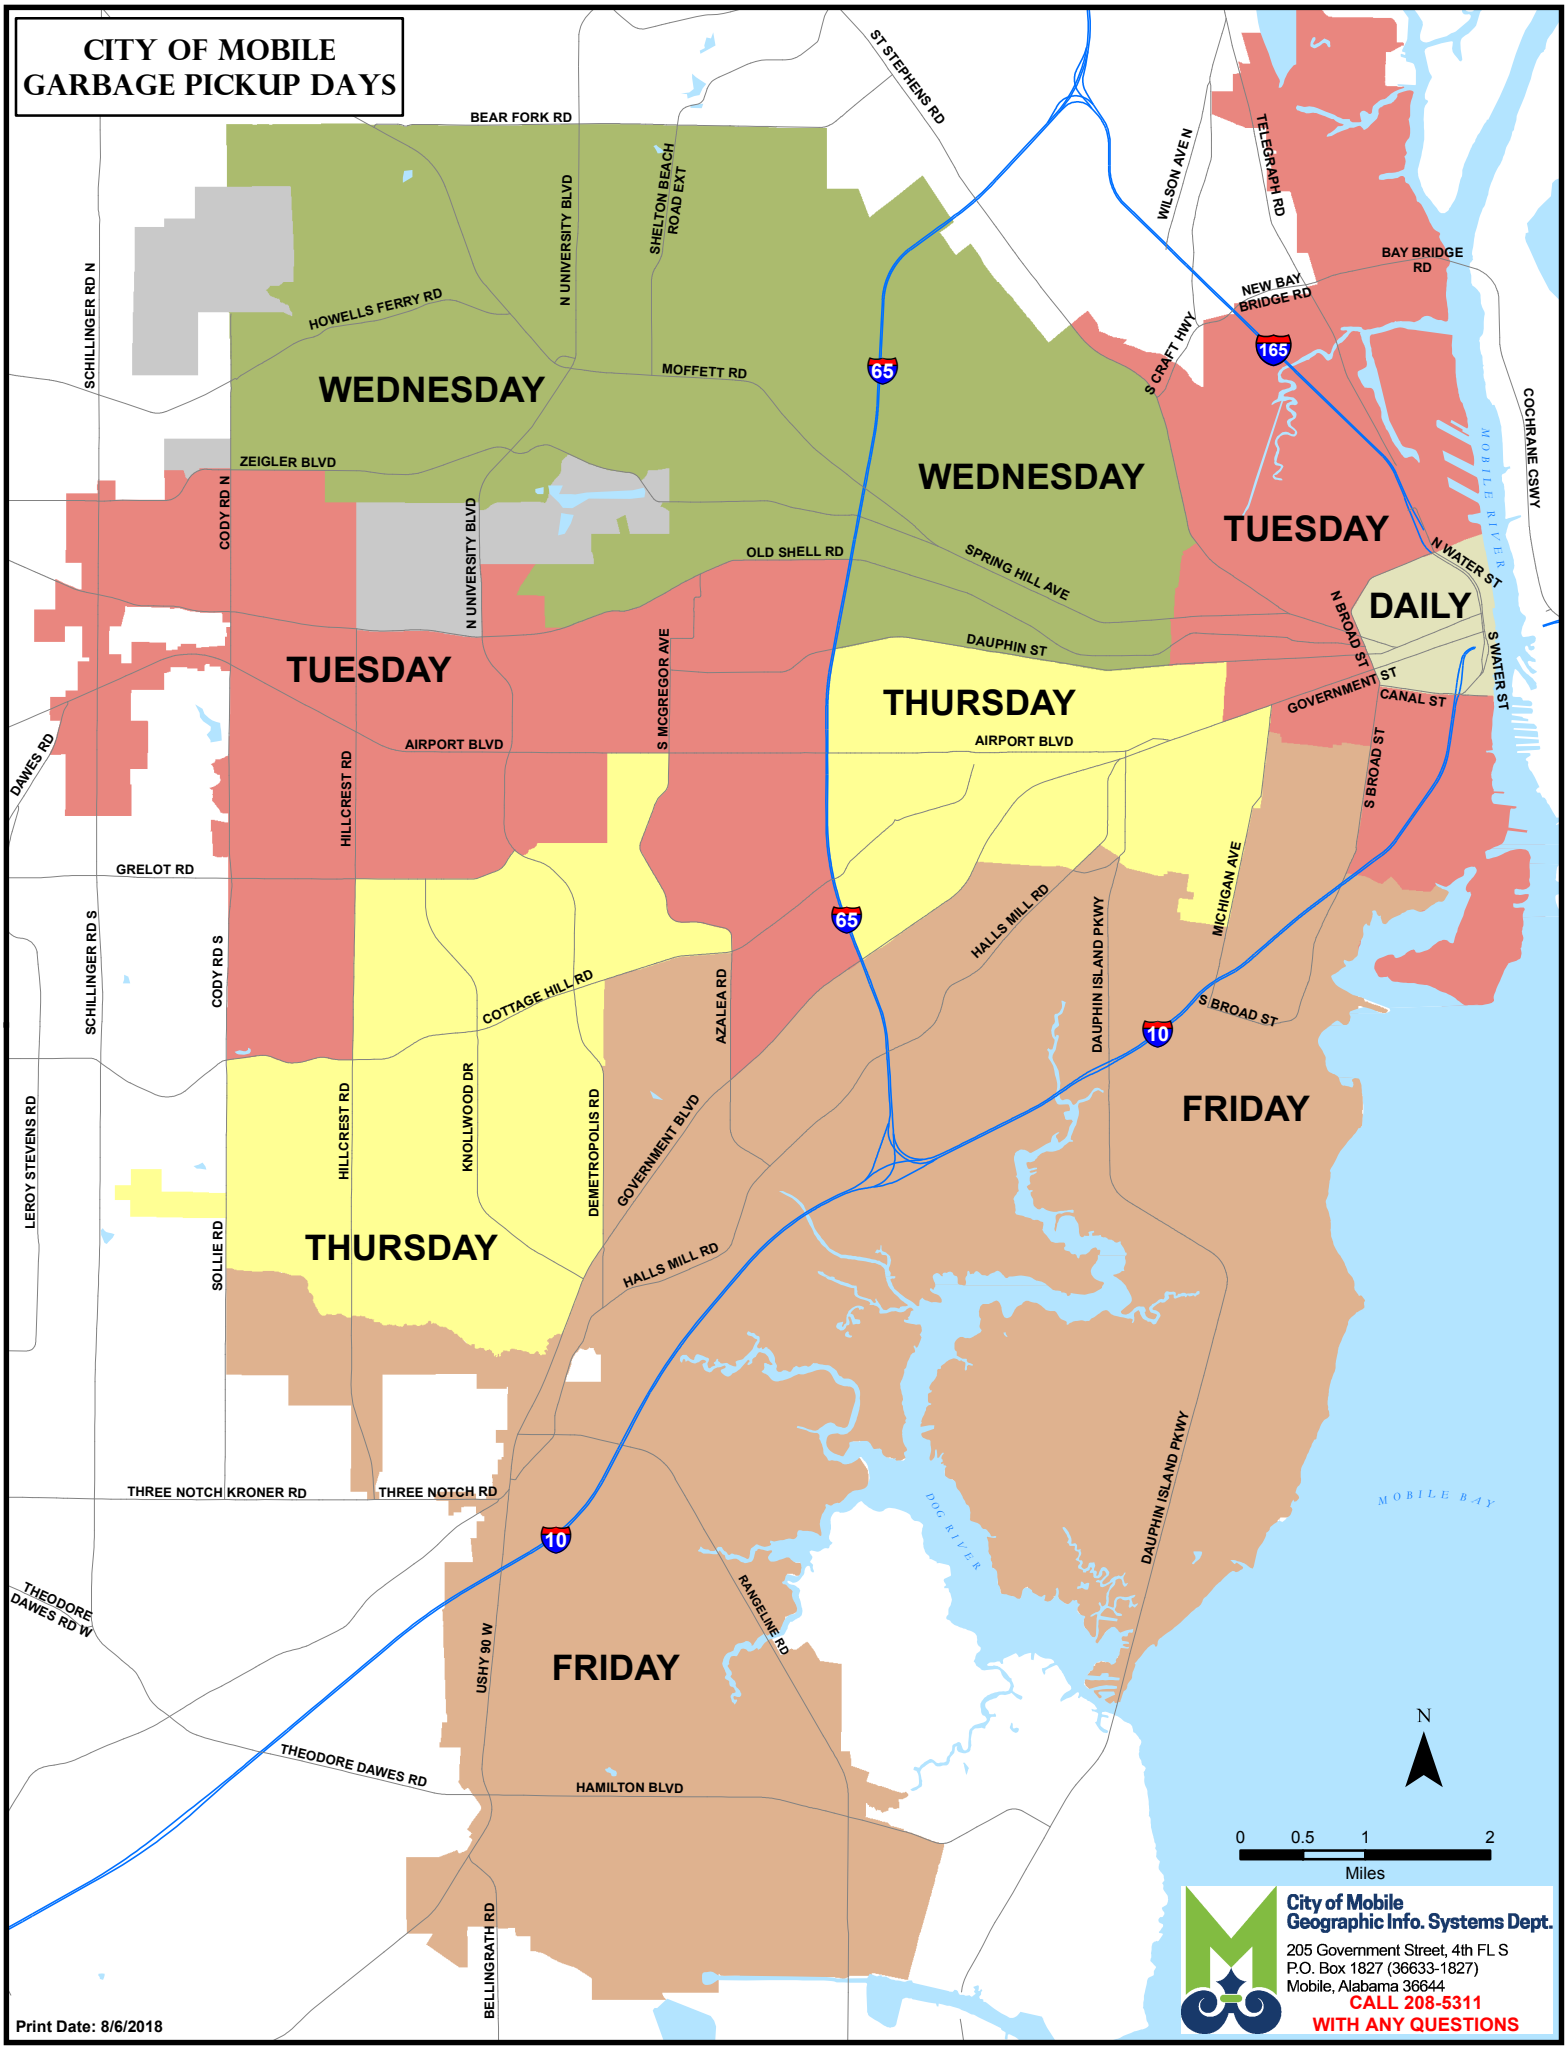 CITY OF MOBILE
GARBAGE PICKUP DAYS
BEAR FORK RD
ST STEPHENS RD
WILSON AVE N
TELEGRAPH RD
SHELTON BEACH
ROAD EXT
N UNIVERSITY BLVD
SCHILLINGER RD N
HOWELLS FERRY RD
BAY BRIDGE
RD
NEW BAY
BRIDGE RD
165
S CRAFT HWY
65
MOFFETT RD
WEDNESDAY
COCHRANE CSWY
MOBILE RIVER
ZEIGLER BLVD
WEDNESDAY
CODY RD N
N UNIVERSITY BLVD
TUESDAY
OLD SHELL RD
SPRING HILL AVE
N WATER ST
DAILY
N BROAD ST
DAUPHIN ST
S WATER ST
TUESDAY
S MCGREGOR AVE
THURSDAY
GOVERNMENT ST
CANAL ST
AIRPORT BLVD
AIRPORT BLVD
DAWES RD
HILLCREST RD
S BROAD ST
GRELOT RD
MICHIGAN AVE
65
HALLS MILL RD
DAUPHIN ISLAND PKWY
SCHILLINGER RD S
CODY RD S
COTTAGE HILL RD
AZALEA RD
S BROAD ST
10
LEROY STEVENS RD
HILLCREST RD
KNOLLWOOD DR
DEMETROPOLIS RD
GOVERNMENT BLVD
FRIDAY
SOLLIE RD
THURSDAY
HALLS MILL RD
DAUPHIN ISLAND PKWY
THREE NOTCH KRONER RD
THREE NOTCH RD
MOBILE BAY
DOG RIVER
10
THEODORE
DAWES RD W
RANGELINE RD
USHY 90 W
FRIDAY
N
THEODORE DAWES RD
HAMILTON BLVD
0 0.5 1 2
Miles
BELLINGRATH RD
City of Mobile
Geographic Info. Systems Dept.
205 Government Street, 4th FL S
P.O. Box 1827 (36633-1827)
Mobile, Alabama 36644
CALL 208-5311
WITH ANY QUESTIONS
Print Date: 8/6/2018